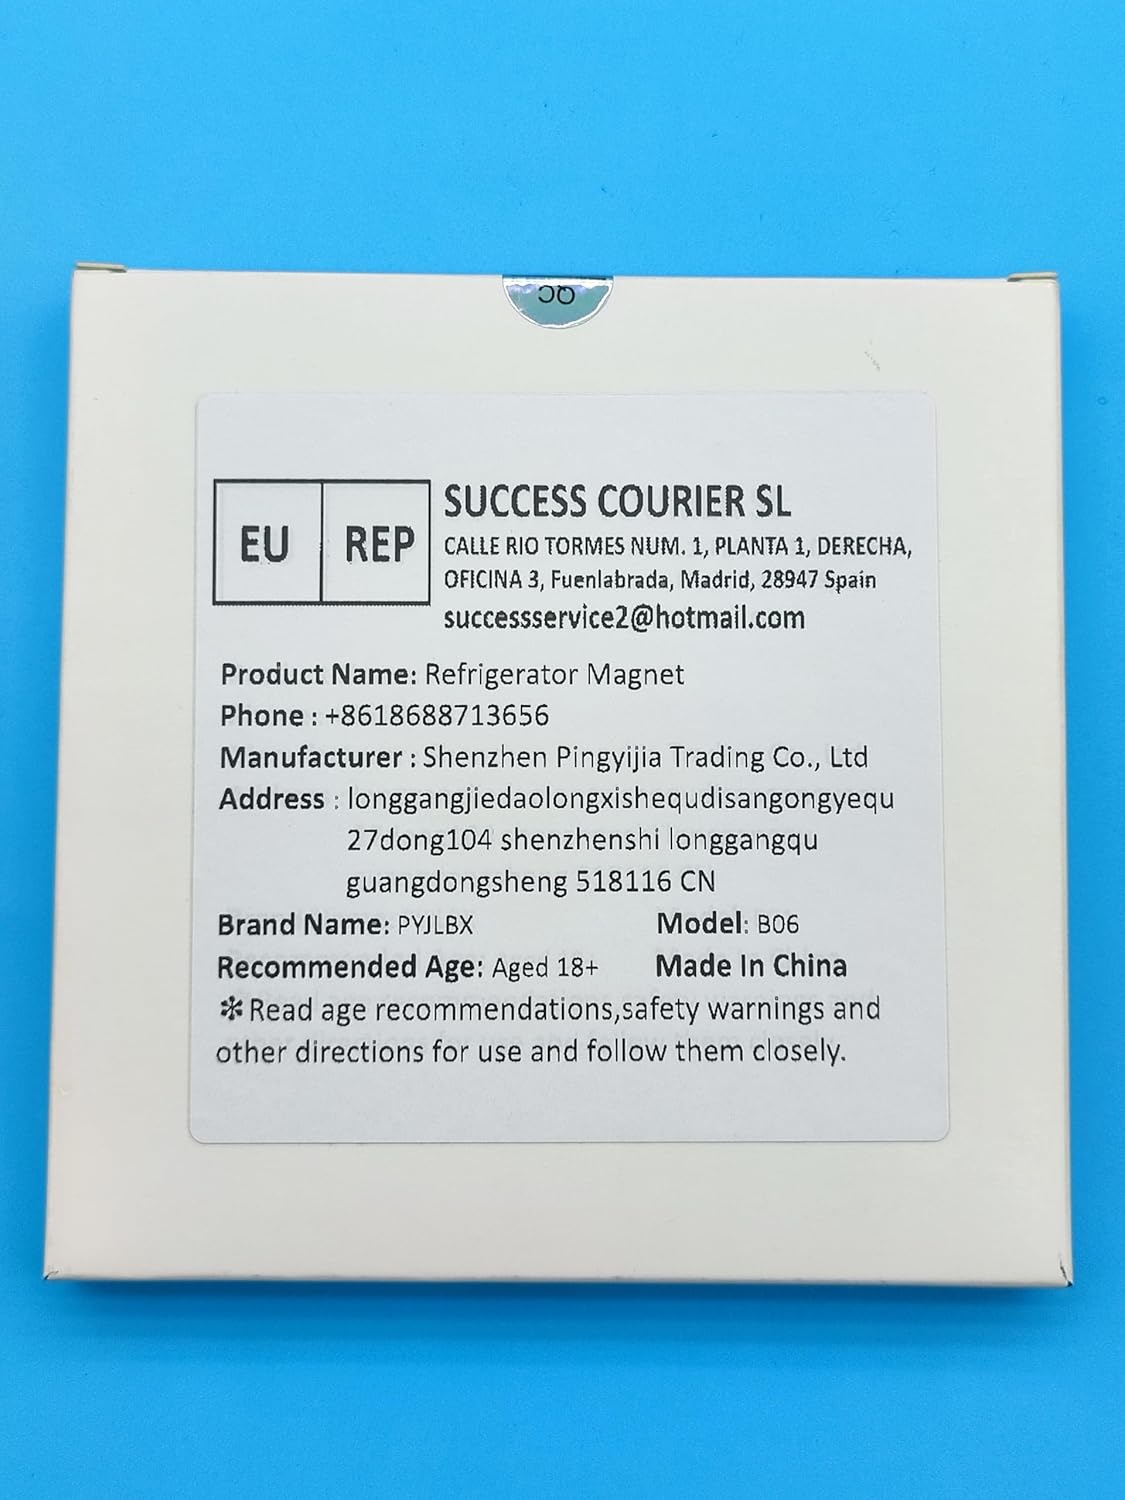 QC
EU REP
SUCCESS COURIER SL
CALLE RIO TORMES NUM. 1, PLANTA 1, DERECHA,
OFICINA 3, Fuenlabrada, Madrid, 28947 Spain
successservice2@hotmail.com
Product Name: Refrigerator Magnet
Phone : +8618688713656
Manufacturer : Shenzhen Pingyijia Trading Co., Ltd
Address : longgangjiedaolongxishequdisangongyequ
27dong104 shenzhenshi longgangqu
guangdongsheng 518116 CN
Brand Name: PYJLBX Model: B06
Recommended Age: Aged 18+ Made In China
✻Read age recommendations,safety warnings and
other directions for use and follow them closely.